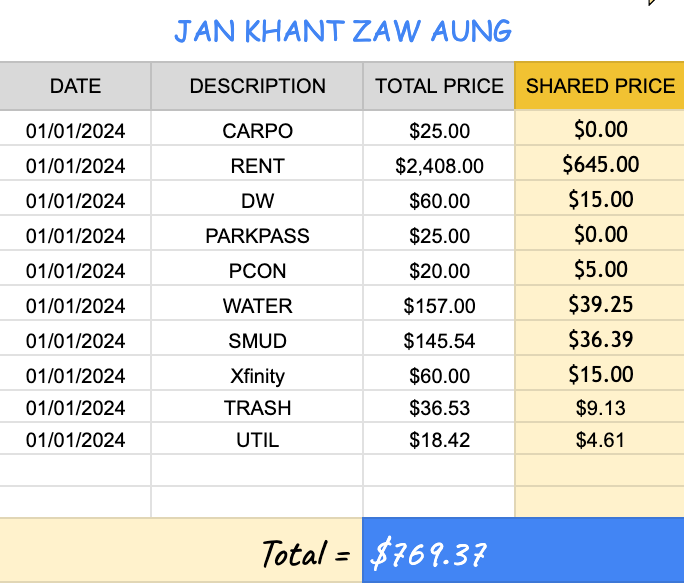 JAN KHANT ZAW AUNG
DATE DESCRIPTION TOTAL PRICE SHARED PRICE
01/01/2024 CARPO $25.00 $0.00
01/01/2024 RENT $2,408.00 $645.00
01/01/2024 DW $60.00 $15.00
01/01/2024 PARKPASS $25.00 $0.00
01/01/2024 PCON $20.00 $5.00
01/01/2024 WATER $157.00 $39.25
01/01/2024 SMUD $145.54 $36.39
01/01/2024 Xfinity $60.00 $15.00
01/01/2024 TRASH $36.53 $9.13
01/01/2024 UTIL $18.42 $4.61
Total = $769.37